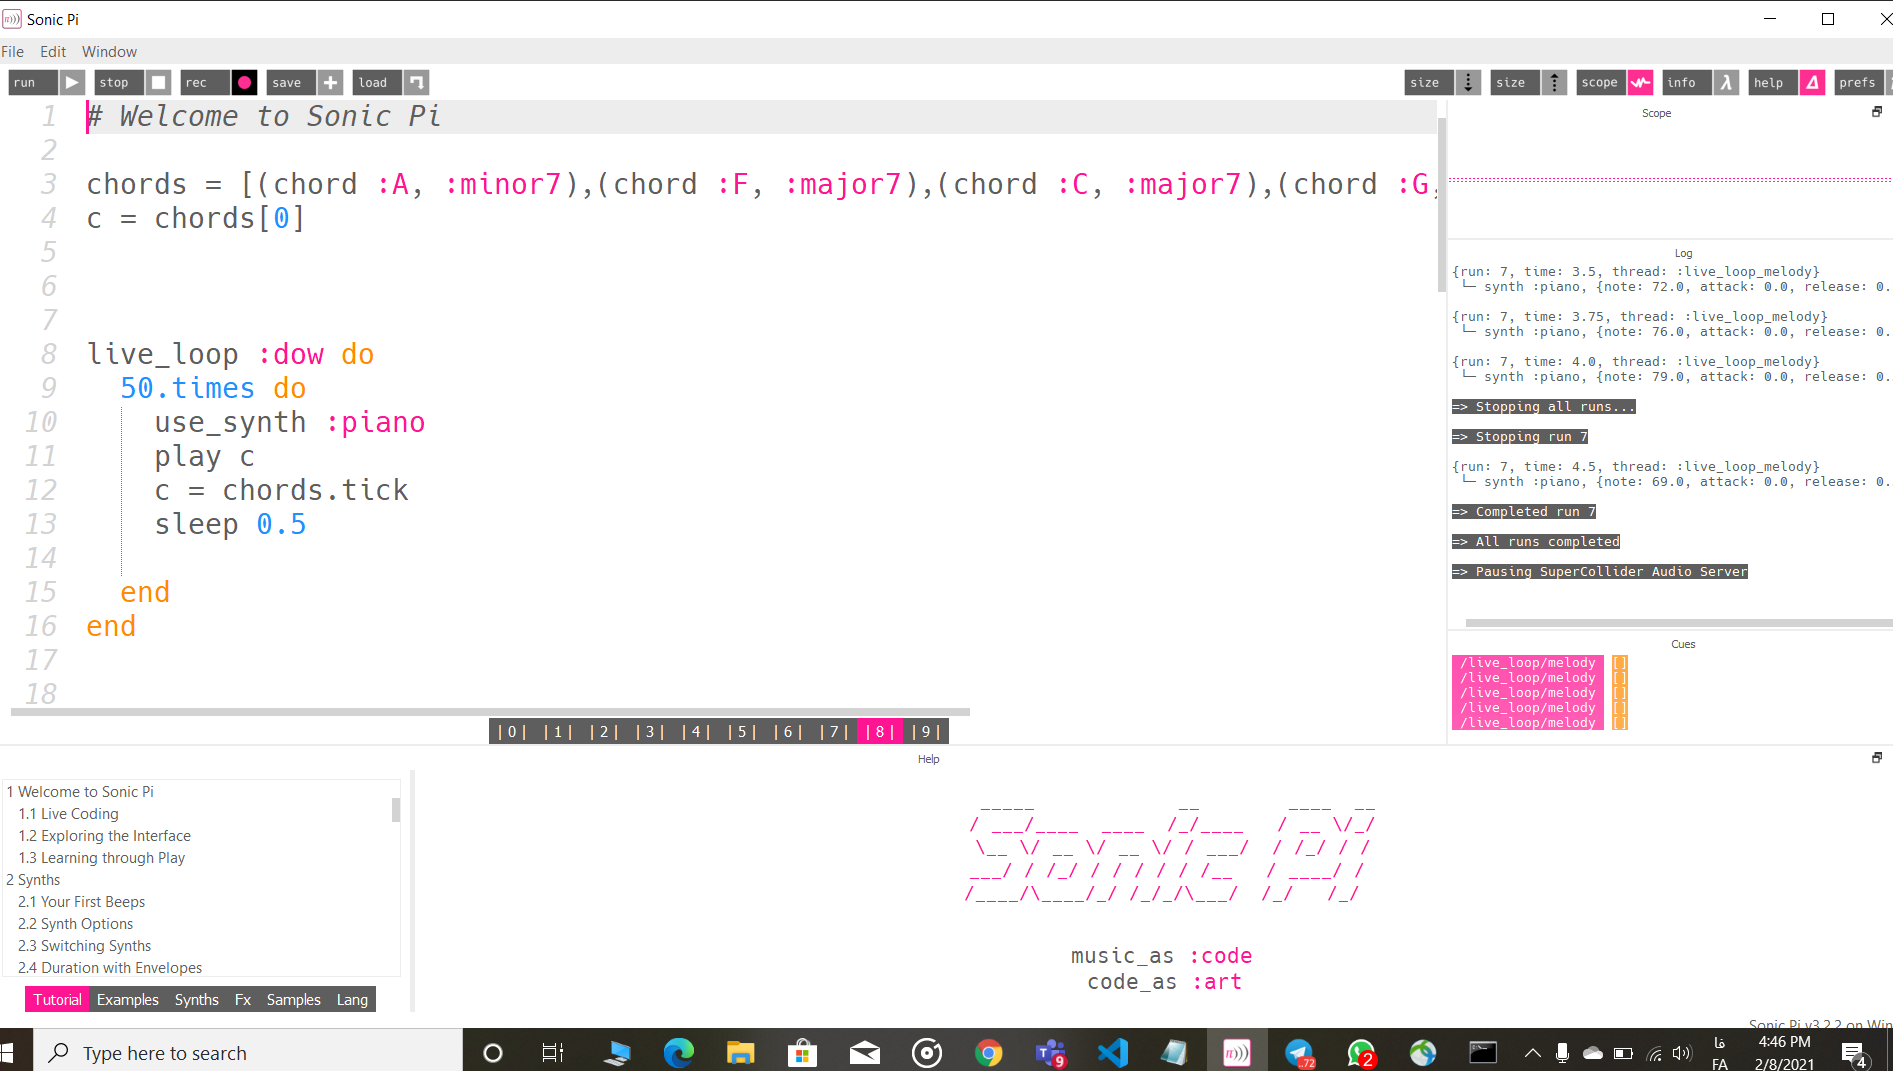 Sonic Pi
File Edit Window
run stop rec save load size size scope info help prefs
1 # Welcome to Sonic Pi
2
3 chords = [(chord :A, :minor7),(chord :F, :major7),(chord :C, :major7),(chord :G,
4 c = chords[0]
5
6
7
8 live_loop :dow do
9 50.times do
10 use_synth :piano
11 play c
12 c = chords.tick
13 sleep 0.5
14
15 end
16 end
17
18
|0| |1| |2| |3| |4| |5| |6| |7| |8| |9|
Scope
Log
{run: 7, time: 3.5, thread: :live_loop_melody}
└─ synth :piano, {note: 72.0, attack: 0.0, release: 0.
{run: 7, time: 3.75, thread: :live_loop_melody}
└─ synth :piano, {note: 76.0, attack: 0.0, release: 0.
{run: 7, time: 4.0, thread: :live_loop_melody}
└─ synth :piano, {note: 79.0, attack: 0.0, release: 0.
=> Stopping all runs...
=> Stopping run 7
{run: 7, time: 4.5, thread: :live_loop_melody}
└─ synth :piano, {note: 69.0, attack: 0.0, release: 0.
=> Completed run 7
=> All runs completed
=> Pausing SuperCollider Audio Server
Cues
/live_loop/melody []
/live_loop/melody []
/live_loop/melody []
/live_loop/melody []
/live_loop/melody []
Help
1 Welcome to Sonic Pi
1.1 Live Coding
1.2 Exploring the Interface
1.3 Learning through Play
2 Synths
2.1 Your First Beeps
2.2 Synth Options
2.3 Switching Synths
2.4 Duration with Envelopes
Tutorial Examples Synths Fx Samples Lang
Sonic Pi
music_as :code
code_as :art
Sonic Pi v3.2.2 on Win
Type here to search
9
..72
2
فا
FA
4:46 PM
2/8/2021
4